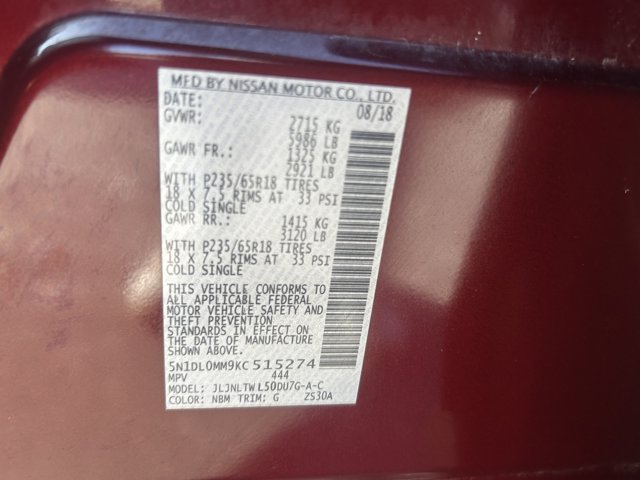 MFD BY NISSAN MOTOR CO., LTD.
DATE: 08/18
GVWR: 2715 KG
5986 LB
GAWR FR.: 1325 KG
2921 LB
WITH P235/65R18 TIRES
18 X 7.5 RIMS AT 33 PSI
COLD SINGLE
GAWR RR.: 1415 KG
3120 LB
WITH P235/65R18 TIRES
18 X 7.5 RIMS AT 33 PSI
COLD SINGLE
THIS VEHICLE CONFORMS TO
ALL APPLICABLE FEDERAL
MOTOR VEHICLE SAFETY AND
THEFT PREVENTION
STANDARDS IN EFFECT ON
THE DATE OF MANUFACTURE
SHOWN ABOVE.
5N1DL0MM9KC515274
MPV 444
MODEL: JLJNLTWL50DU7G-A-C
COLOR: NBM TRIM: G ZS30A